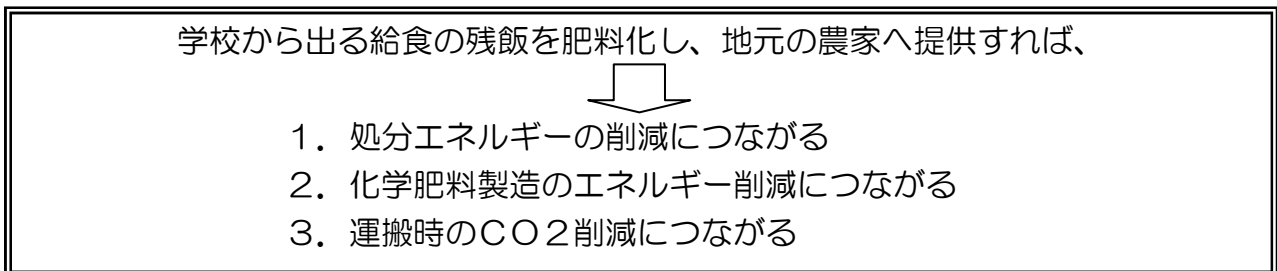 学校から出る給食の残飯を肥料化し、地元の農家へ提供すれば、
１．処分エネルギーの削減につながる
２．化学肥料製造のエネルギー削減につながる
３．運搬時のＣＯ２削減につながる